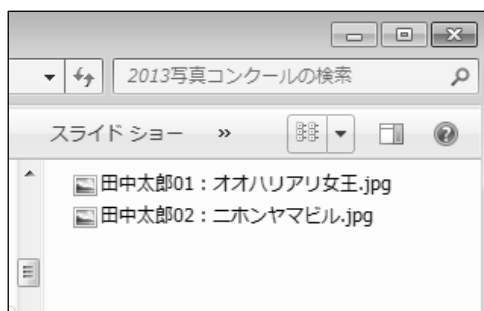 2013写真コンクールの検索
スライド ショー »
田中太郎01：オオハリアリ女王.jpg
田中太郎02：ニホンヤマビル.jpg